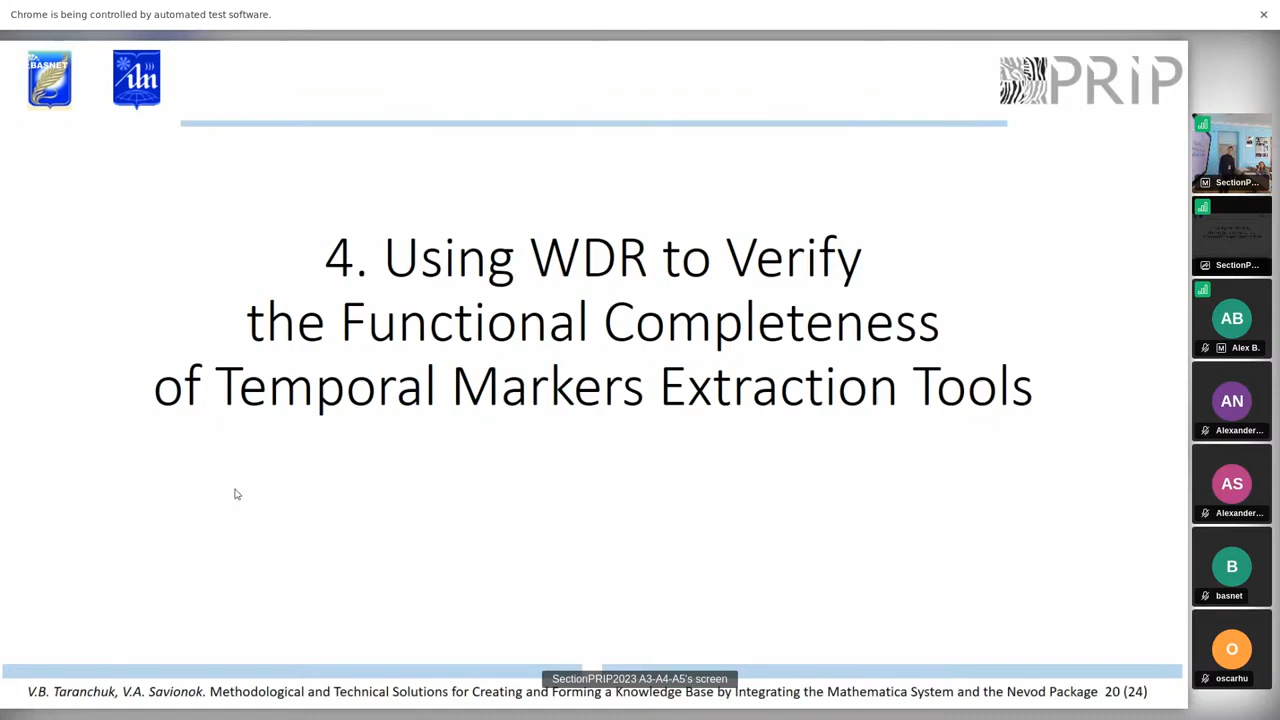 Chrome is being controlled by automated test software.
BASNET
PRiP
4. Using WDR to Verify
the Functional Completeness
of Temporal Markers Extraction Tools
SectionP...
SectionP...
AB
Alex B.
AN
Alexander...
AS
Alexander...
B
basnet
O
oscarhu
SectionPRIP2023 A3-A4-A5's screen
V.B. Taranchuk, V.A. Savionok. Methodological and Technical Solutions for Creating and Forming a Knowledge Base by Integrating the Mathematica System and the Nevod Package 20 (24)